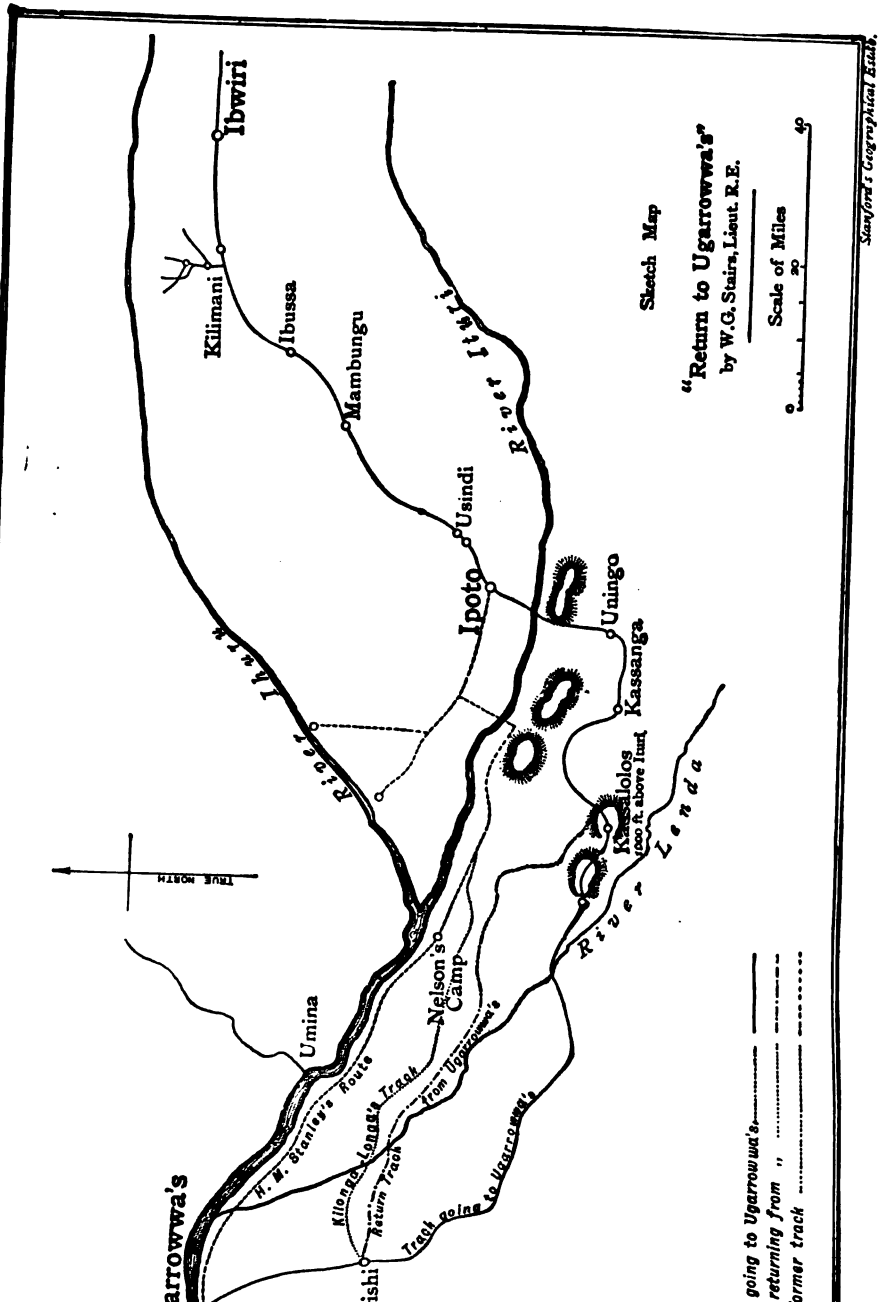 Ibwiri
Kilimani
Ibussa
Mambungu
Usindi
Ipoto
River Ituri
River Ihuru
Uningo
Kassanga
Kassalolos
1000 ft. above Ituri
River Lenda
TRUE NORTH
Umina
Nelson's
Camp
H. M. Stanley's Route
Kilonga-Longa's Track
Return Track from Ugarrowwa's
Track going to Ugarrowwa's
arrowwa's
ishi
Sketch Map
"Return to Ugarrowwa's"
by W.G. Stairs, Lieut. R.E.
Scale of Miles
0 20 40
going to Ugarrowwa's
returning from "
ormer track
Stanford's Geographical Estab.